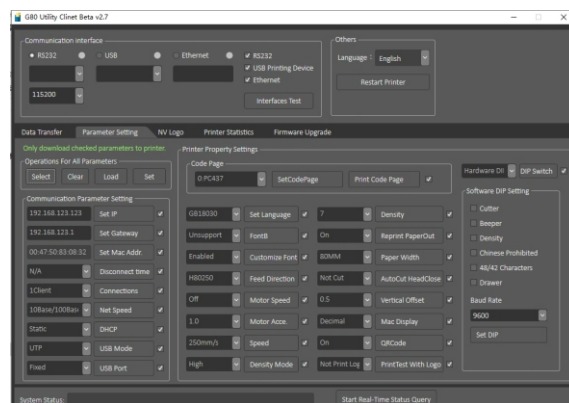 G80 Utility Clinet Beta v2.7
Communication Interface
RS232
USB
Ethernet
RS232
USB Printing Device
Ethernet
115200
Interfaces Test
Others
Language : English
Restart Printer
Data Transfer Parameter Setting NV Logo Printer Statistics Firmware Upgrade
Only download checked parameters to printer
Operations For All Parameters
Select Clear Load Set
Communication Parameter Setting
192.168.123.123 Set IP
192.168.123.1 Set Gateway
00:47:50:83:08:32 Set Mac Addr.
N/A Disconnect time
1Client Connections
10Base/100Bas Net Speed
Static DHCP
UTP USB Mode
Fixed USB Port
Printer Property Settings
Code Page
0:PC437 SetCodePage Print Code Page
GB18030 Set Language 7 Density
Unsupport FontB On Reprint PaperOut
Enabled Customize Font 80MM Paper Width
H80250 Feed Direction Not Cut AutoCut HeadClose
Off Motor Speed 0.5 Vertical Offset
1.0 Motor Acce. Decimal Mac Display
250mm/s Speed On QRCode
High Density Mode Not Print Log PrintTest With Logo
Hardware DII DIP Switch
Software DIP Setting
Cutter
Beeper
Density
Chinese Prohibited
48/42 Characters
Drawer
Baud Rate
9600
Set DIP
System Status:
Start Real-Time Status Query